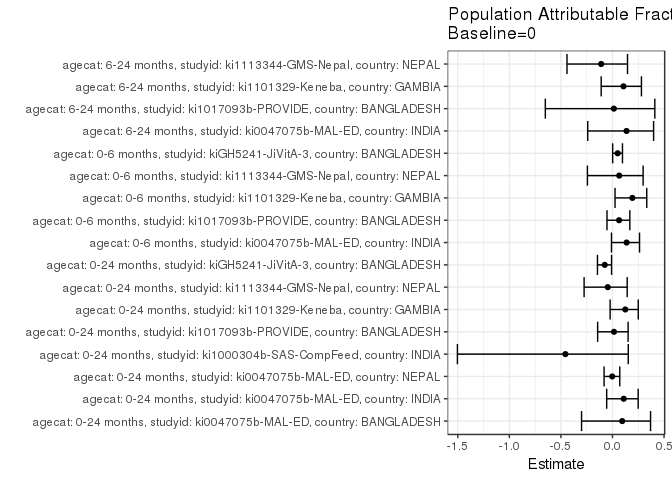 Population Attributable Fract
Baseline=0
agecat: 6-24 months, studyid: ki1113344-GMS-Nepal, country: NEPAL
agecat: 6-24 months, studyid: ki1101329-Keneba, country: GAMBIA
agecat: 6-24 months, studyid: ki1017093b-PROVIDE, country: BANGLADESH
agecat: 6-24 months, studyid: ki0047075b-MAL-ED, country: INDIA
agecat: 0-6 months, studyid: kiGH5241-JiVitA-3, country: BANGLADESH
agecat: 0-6 months, studyid: ki1113344-GMS-Nepal, country: NEPAL
agecat: 0-6 months, studyid: ki1101329-Keneba, country: GAMBIA
agecat: 0-6 months, studyid: ki1017093b-PROVIDE, country: BANGLADESH
agecat: 0-6 months, studyid: ki0047075b-MAL-ED, country: INDIA
agecat: 0-24 months, studyid: kiGH5241-JiVitA-3, country: BANGLADESH
agecat: 0-24 months, studyid: ki1113344-GMS-Nepal, country: NEPAL
agecat: 0-24 months, studyid: ki1101329-Keneba, country: GAMBIA
agecat: 0-24 months, studyid: ki1017093b-PROVIDE, country: BANGLADESH
agecat: 0-24 months, studyid: ki1000304b-SAS-CompFeed, country: INDIA
agecat: 0-24 months, studyid: ki0047075b-MAL-ED, country: NEPAL
agecat: 0-24 months, studyid: ki0047075b-MAL-ED, country: INDIA
agecat: 0-24 months, studyid: ki0047075b-MAL-ED, country: BANGLADESH
-1.5 -1.0 -0.5 0.0 0.5
Estimate